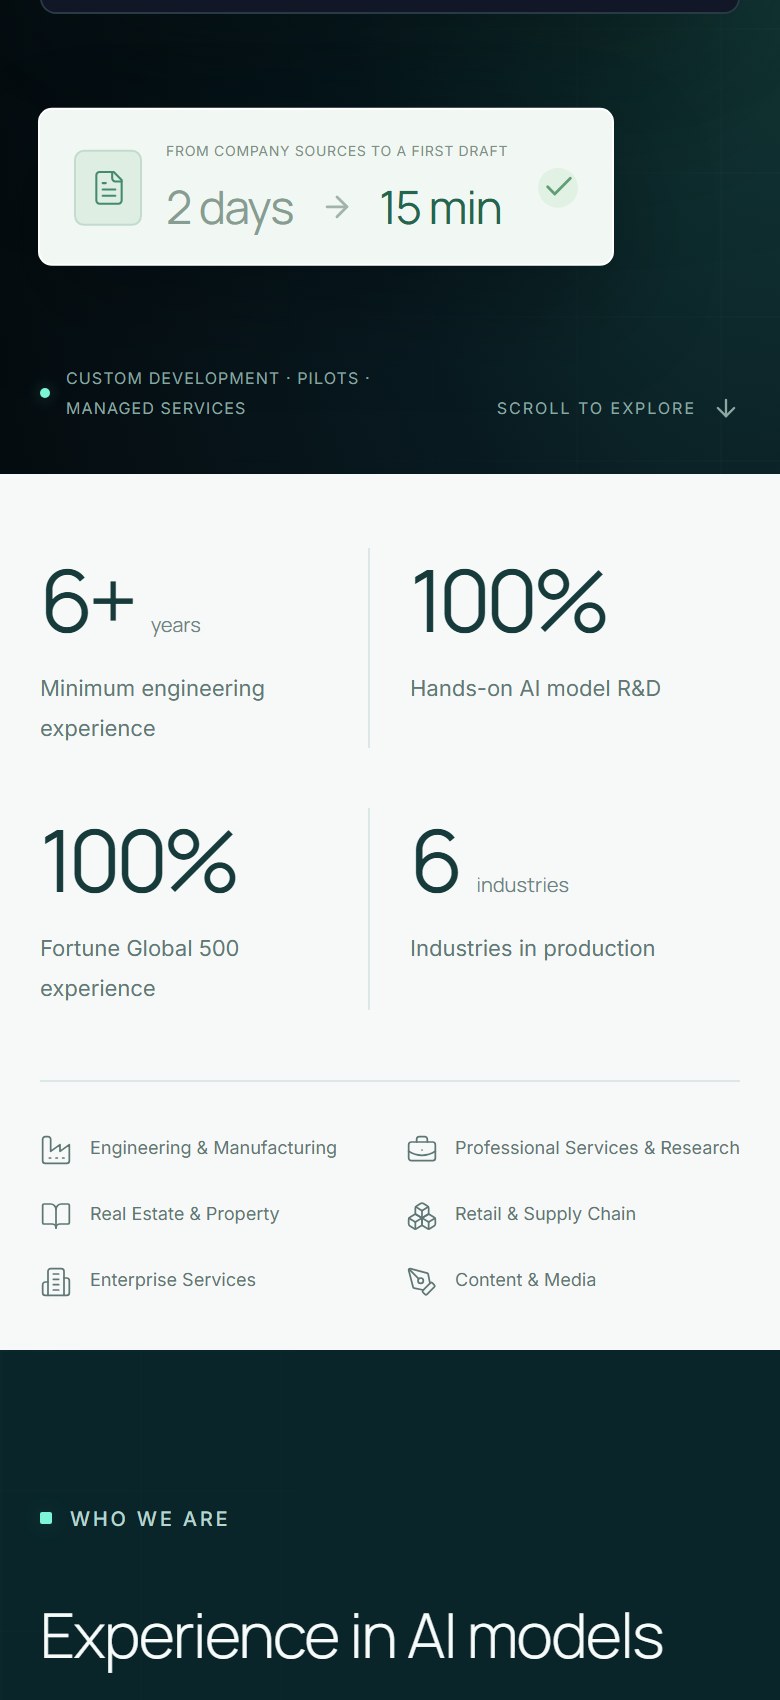 FROM COMPANY SOURCES TO A FIRST DRAFT
2 days → 15 min
CUSTOM DEVELOPMENT · PILOTS ·
MANAGED SERVICES
SCROLL TO EXPLORE ↓
6+ years
Minimum engineering
experience
100%
Hands-on AI model R&D
100%
Fortune Global 500
experience
6 industries
Industries in production
Engineering & Manufacturing
Professional Services & Research
Real Estate & Property
Retail & Supply Chain
Enterprise Services
Content & Media
WHO WE ARE
Experience in AI models